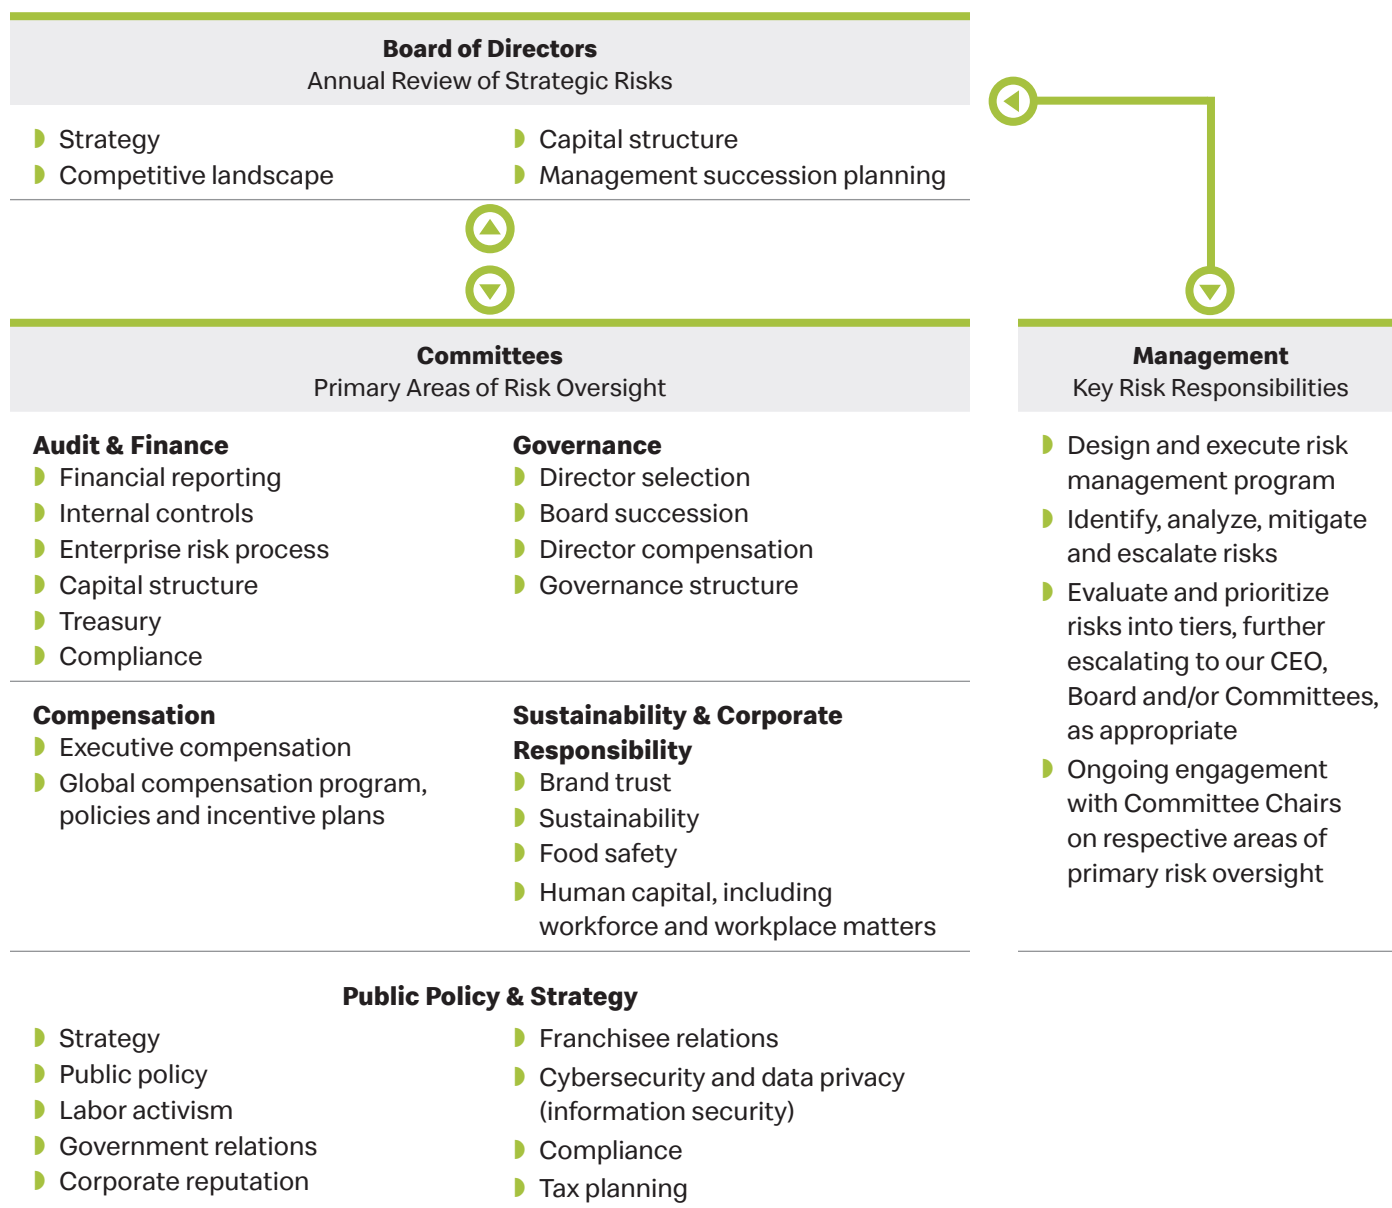 Board of Directors
Annual Review of Strategic Risks
Strategy
Competitive landscape
Capital structure
Management succession planning
Committees
Primary Areas of Risk Oversight
Audit & Finance
Financial reporting
Internal controls
Enterprise risk process
Capital structure
Treasury
Compliance
Governance
Director selection
Board succession
Director compensation
Governance structure
Compensation
Executive compensation
Global compensation program,
policies and incentive plans
Sustainability & Corporate
Responsibility
Brand trust
Sustainability
Food safety
Human capital, including
workforce and workplace matters
Public Policy & Strategy
Strategy
Public policy
Labor activism
Government relations
Corporate reputation
Franchisee relations
Cybersecurity and data privacy
(information security)
Compliance
Tax planning
Management
Key Risk Responsibilities
Design and execute risk
management program
Identify, analyze, mitigate
and escalate risks
Evaluate and prioritize
risks into tiers, further
escalating to our CEO,
Board and/or Committees,
as appropriate
Ongoing engagement
with Committee Chairs
on respective areas of
primary risk oversight